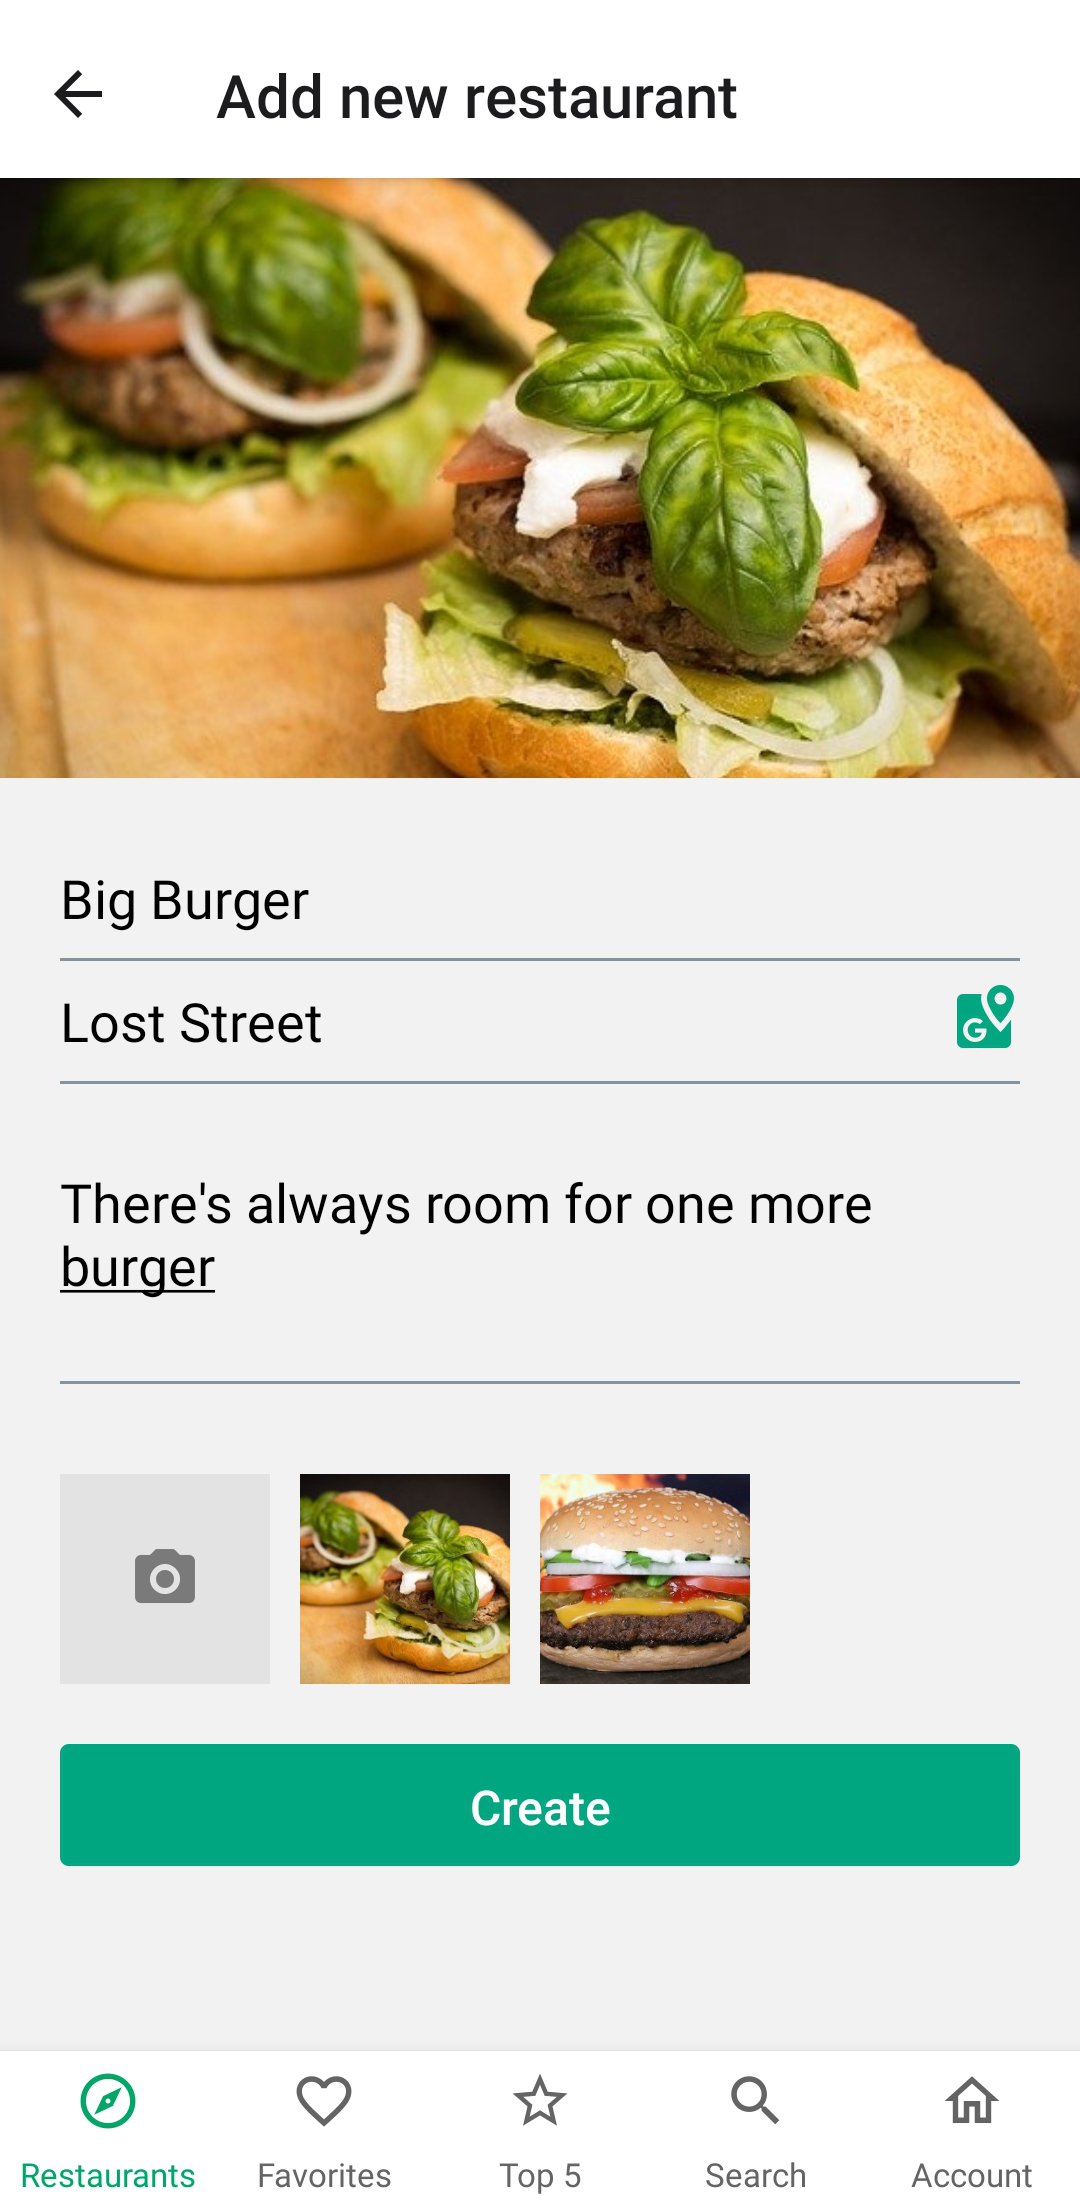 Add new restaurant
Big Burger
Lost Street
G
There's always room for one more
burger
Create
Restaurants
Favorites
Top 5
Search
Account